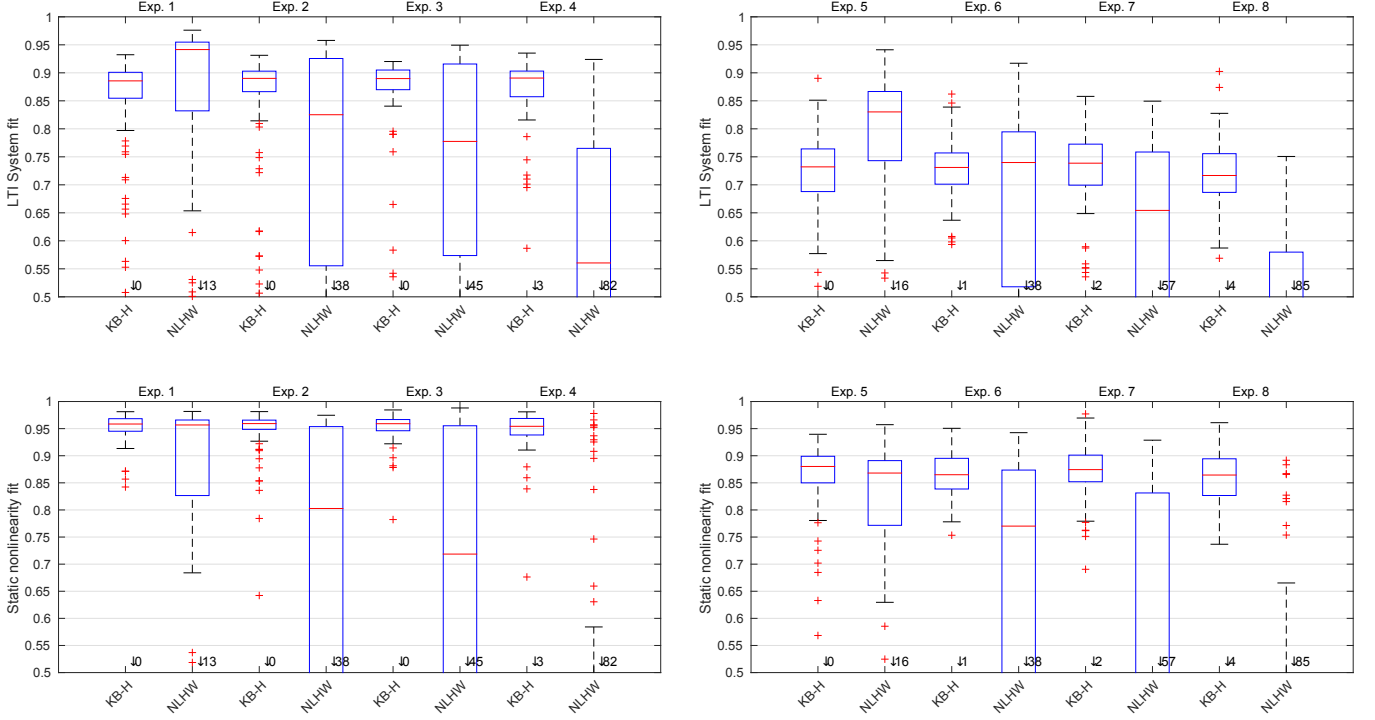 Exp. 1 Exp. 2 Exp. 3 Exp. 4
LTI System fit
1
0.95
0.9
0.85
0.8
0.75
0.7
0.65
0.6
0.55
0.5
↓0 ↓13 ↓0 ↓38 ↓0 ↓45 ↓3 ↓82
KB-H NLHW KB-H NLHW KB-H NLHW KB-H NLHW
Exp. 5 Exp. 6 Exp. 7 Exp. 8
LTI System fit
1
0.95
0.9
0.85
0.8
0.75
0.7
0.65
0.6
0.55
0.5
↓0 ↓16 ↓1 ↓38 ↓2 ↓57 ↓4 ↓85
KB-H NLHW KB-H NLHW KB-H NLHW KB-H NLHW
Exp. 1 Exp. 2 Exp. 3 Exp. 4
Static nonlinearity fit
1
0.95
0.9
0.85
0.8
0.75
0.7
0.65
0.6
0.55
0.5
↓0 ↓13 ↓0 ↓38 ↓0 ↓45 ↓3 ↓82
KB-H NLHW KB-H NLHW KB-H NLHW KB-H NLHW
Exp. 5 Exp. 6 Exp. 7 Exp. 8
Static nonlinearity fit
1
0.95
0.9
0.85
0.8
0.75
0.7
0.65
0.6
0.55
0.5
↓0 ↓16 ↓1 ↓38 ↓2 ↓57 ↓4 ↓85
KB-H NLHW KB-H NLHW KB-H NLHW KB-H NLHW